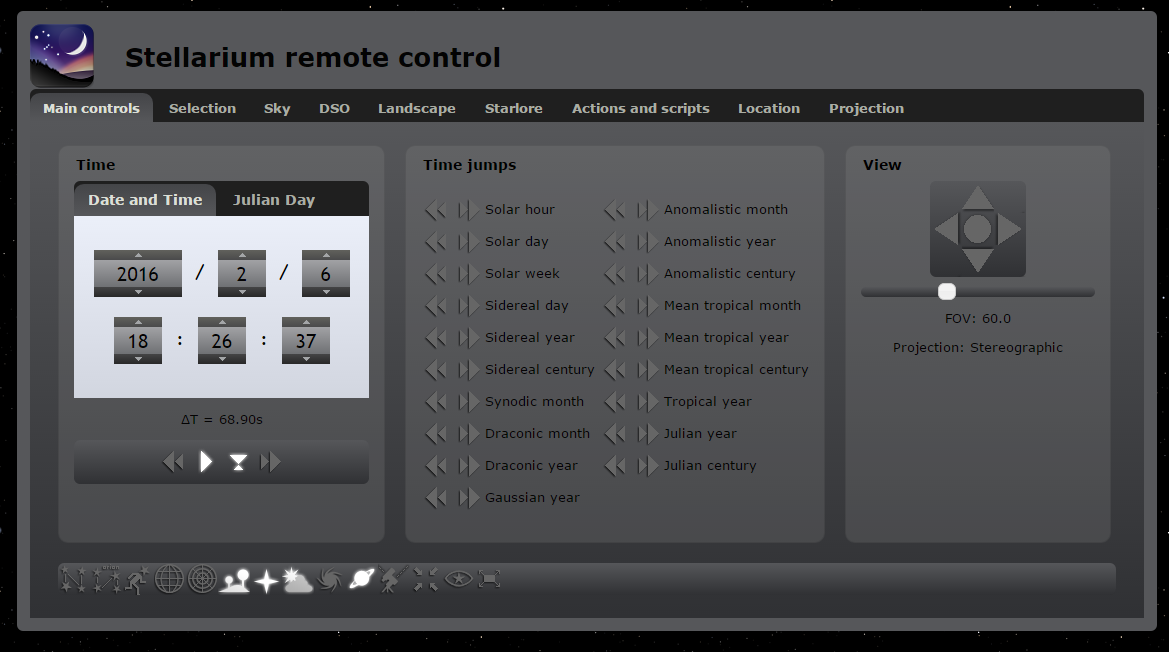 Stellarium remote control
Main controls Selection Sky DSO Landscape Starlore Actions and scripts Location Projection
Time
Date and Time Julian Day
2016 / 2 / 6
18 : 26 : 37
ΔT = 68.90s
Time jumps
Solar hour Anomalistic month
Solar day Anomalistic year
Solar week Anomalistic century
Sidereal day Mean tropical month
Sidereal year Mean tropical year
Sidereal century Mean tropical century
Synodic month Tropical year
Draconic month Julian year
Draconic year Julian century
Gaussian year
View
FOV: 60.0
Projection: Stereographic